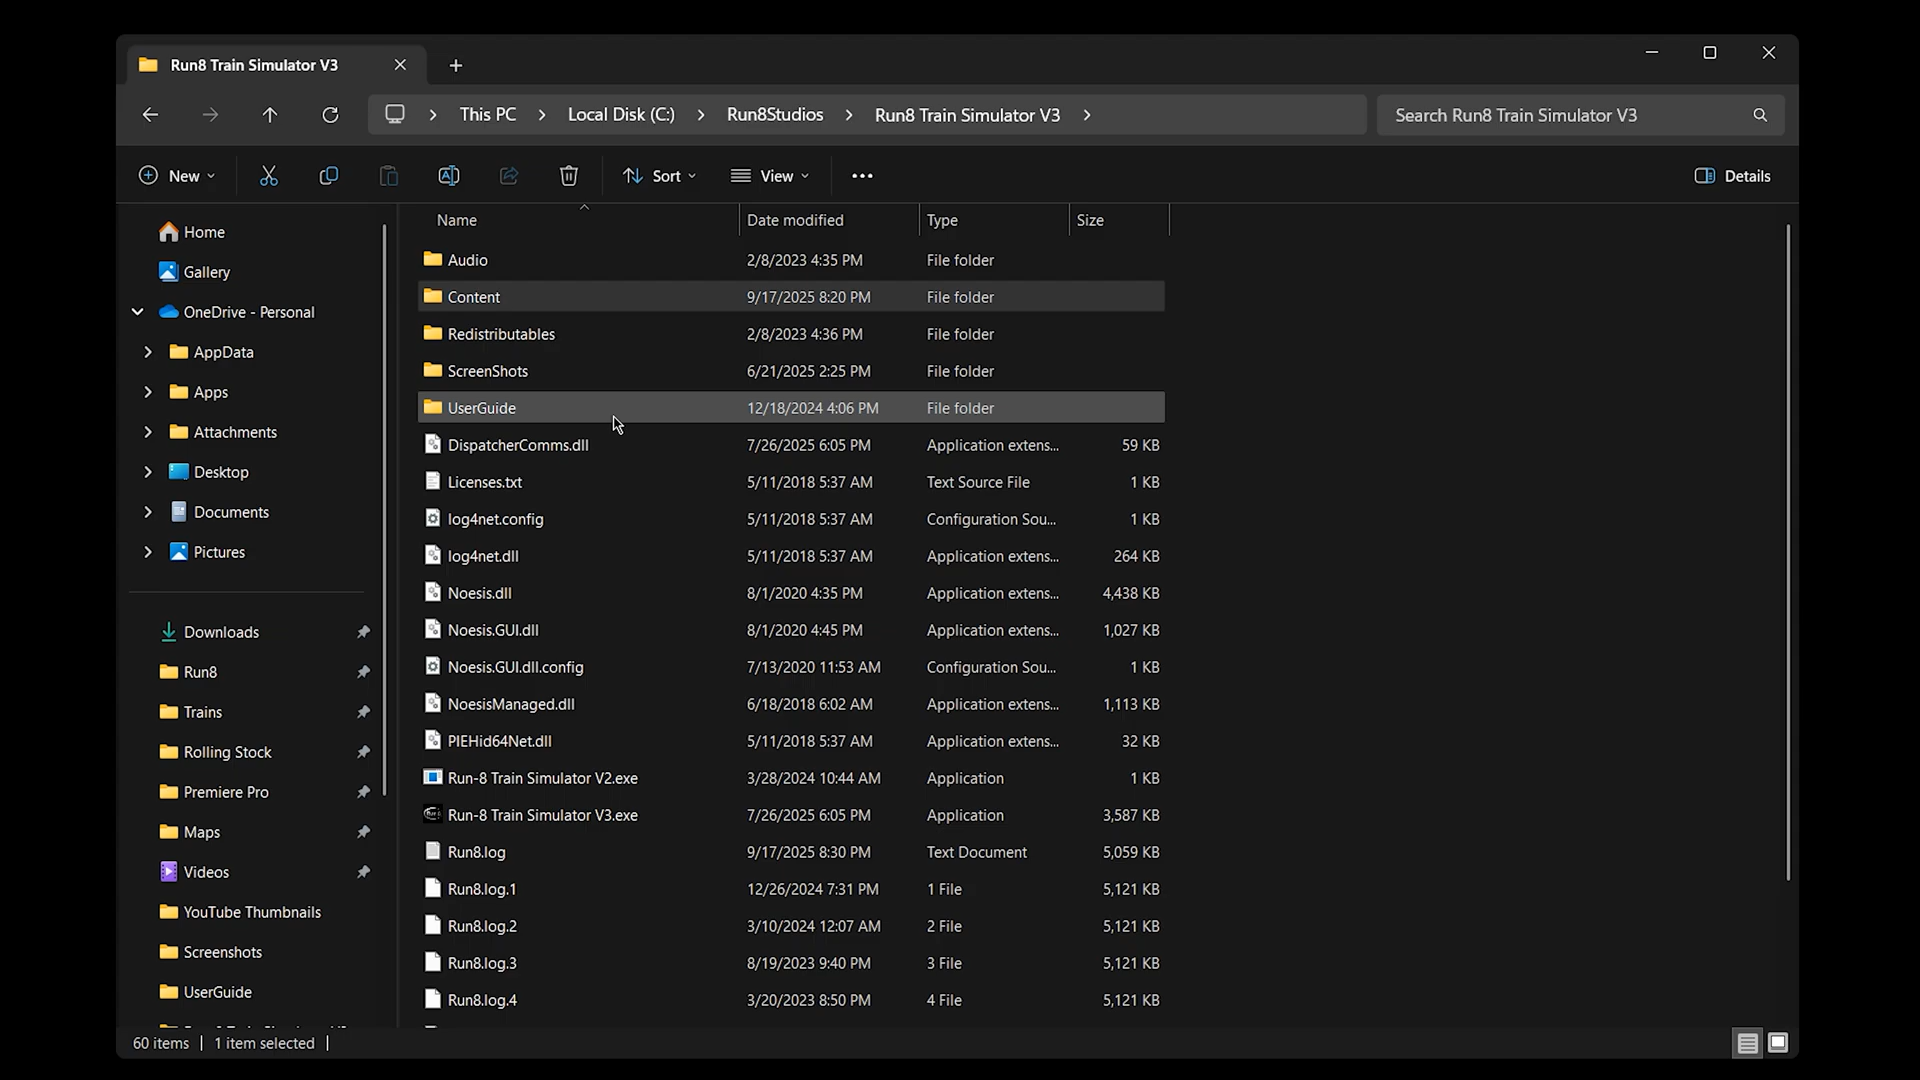 Run8 Train Simulator V3
This PC
Local Disk (C:)
Run8Studios
Run8 Train Simulator V3
Search Run8 Train Simulator V3
New
Sort
View
Details
Home
Gallery
OneDrive - Personal
AppData
Apps
Attachments
Desktop
Documents
Pictures
Downloads
Run8
Trains
Rolling Stock
Premiere Pro
Maps
Videos
YouTube Thumbnails
Screenshots
UserGuide
Name Date modified Type Size
Audio 2/8/2023 4:35 PM File folder
Content 9/17/2025 8:20 PM File folder
Redistributables 2/8/2023 4:36 PM File folder
ScreenShots 6/21/2025 2:25 PM File folder
UserGuide 12/18/2024 4:06 PM File folder
DispatcherComms.dll 7/26/2025 6:05 PM Application extens... 59 KB
Licenses.txt 5/11/2018 5:37 AM Text Source File 1 KB
log4net.config 5/11/2018 5:37 AM Configuration Sou... 1 KB
log4net.dll 5/11/2018 5:37 AM Application extens... 264 KB
Noesis.dll 8/1/2020 4:35 PM Application extens... 4,438 KB
Noesis.GUI.dll 8/1/2020 4:45 PM Application extens... 1,027 KB
Noesis.GUI.dll.config 7/13/2020 11:53 AM Configuration Sou... 1 KB
NoesisManaged.dll 6/18/2018 6:02 AM Application extens... 1,113 KB
PIEHid64Net.dll 5/11/2018 5:37 AM Application extens... 32 KB
Run-8 Train Simulator V2.exe 3/28/2024 10:44 AM Application 1 KB
Run-8 Train Simulator V3.exe 7/26/2025 6:05 PM Application 3,587 KB
Run8.log 9/17/2025 8:30 PM Text Document 5,059 KB
Run8.log.1 12/26/2024 7:31 PM 1 File 5,121 KB
Run8.log.2 3/10/2024 12:07 AM 2 File 5,121 KB
Run8.log.3 8/19/2023 9:40 PM 3 File 5,121 KB
Run8.log.4 3/20/2023 8:50 PM 4 File 5,121 KB
60 items | 1 item selected |